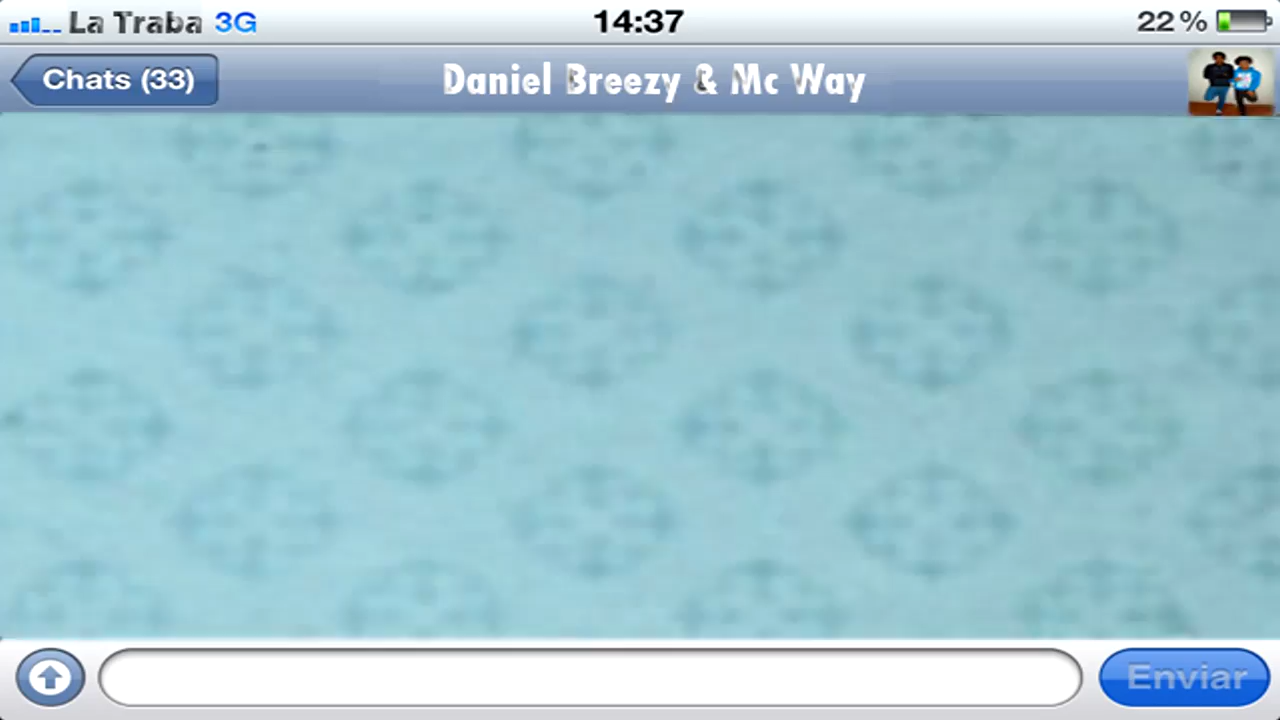 La Traba 3G 14:37 22%
Chats (33) Daniel Breezy & Mc Way
Enviar